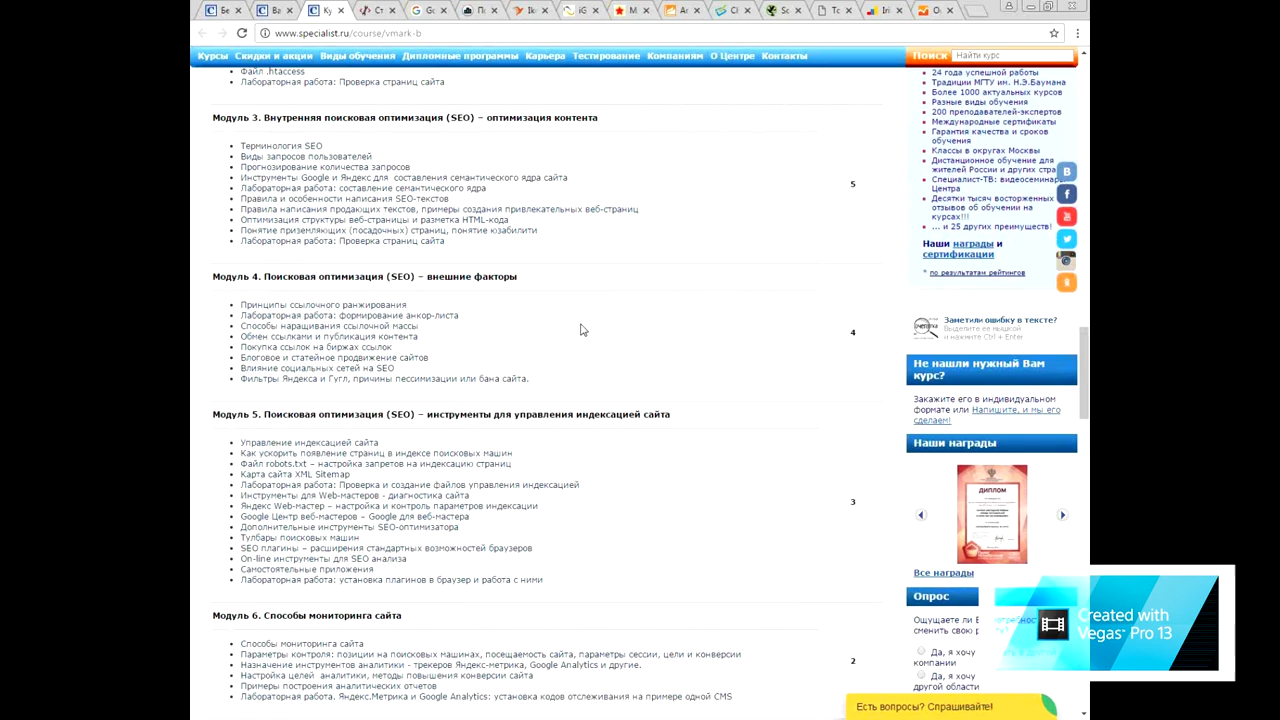 www.specialist.ru/course/vmark-b
Курсы Скидки и акции Виды обучения Дипломные программы Карьера Тестирование Компаниям О Центре Контакты
Поиск Найти курс
Файл .htaccess
Лабораторная работа: Проверка страниц сайта
Модуль 3. Внутренняя поисковая оптимизация (SEO) – оптимизация контента
Терминология SEO
Виды запросов пользователей
Прогнозирование количества запросов
Инструменты Google и Яндекс для составления семантического ядра сайта
Лабораторная работа: составление семантического ядра
Правила и особенности написания SEO-текстов
Правила написания продающих текстов, примеры создания привлекательных веб-страниц
Оптимизация структуры веб-страницы и разметка HTML-кода
Понятие приземляющих (посадочных) страниц, понятие юзабилити
Лабораторная работа: Проверка страниц сайта
5
Модуль 4. Поисковая оптимизация (SEO) – внешние факторы
Принципы ссылочного ранжирования
Лабораторная работа: формирование анкор-листа
Способы наращивания ссылочной массы
Обмен ссылками и публикация контента
Покупка ссылок на биржах ссылок
Блоговое и статейное продвижение сайтов
Влияние социальных сетей на SEO
Фильтры Яндекса и Гугл, причины пессимизации или бана сайта.
4
Модуль 5. Поисковая оптимизация (SEO) – инструменты для управления индексацией сайта
Управление индексацией сайта
Как ускорить появление страниц в индексе поисковых машин
Файл robots.txt – настройка запретов на индексацию страниц
Карта сайта XML Sitemap
Лабораторная работа: Проверка и создание файлов управления индексацией
Инструменты для Web-мастеров - диагностика сайта
Яндекс Web-мастер – настройка и контроль параметров индексации
Google Центр веб-мастеров – Google для веб-мастера
Дополнительные инструменты SEO-оптимизатора
Тулбары поисковых машин
SEO плагины – расширения стандартных возможностей браузеров
On-line инструменты для SEO анализа
Самостоятельные приложения
Лабораторная работа: установка плагинов в браузер и работа с ними
3
Модуль 6. Способы мониторинга сайта
Способы мониторинга сайта
Параметры контроля: позиции на поисковых машинах, посещаемость сайта, параметры сессии, цели и конверсии
Назначение инструментов аналитики - трекеров Яндекс-метрика, Google Analytics и другие.
Настройка целей аналитики, методы повышения конверсии сайта
Примеры построения аналитических отчетов
Лабораторная работа. Яндекс.Метрика и Google Analytics: установка кодов отслеживания на примере одной CMS
2
24 года успешной работы
Традиции МГТУ им. Н.Э.Баумана
Более 1000 актуальных курсов
Разные виды обучения
200 преподавателей-экспертов
Международные сертификаты
Гарантия качества и сроков
обучения
Классы в округах Москвы
Дистанционное обучение для
жителей России и других стра
Специалист-ТВ: видеосеминары
Центра
Десятки тысяч восторженных
отзывов об обучении на
курсах!!!
... и 25 других преимуществ!
Наши награды и
сертификации
* по результатам рейтингов
Заметили ошибку в тексте?
Выделите ее мышкой
и нажмите Ctrl + Enter
Не нашли нужный Вам
курс?
Закажите его в индивидуальном
формате или Напишите, и мы его
сделаем!
Наши награды
ДИПЛОМ
Все награды
Опрос
Ощущаете ли
сменить свою
Да, я хочу
компании
Да, я хочу
другой области
Created with
Vegas™ Pro 13
Есть вопросы? Спрашивайте!